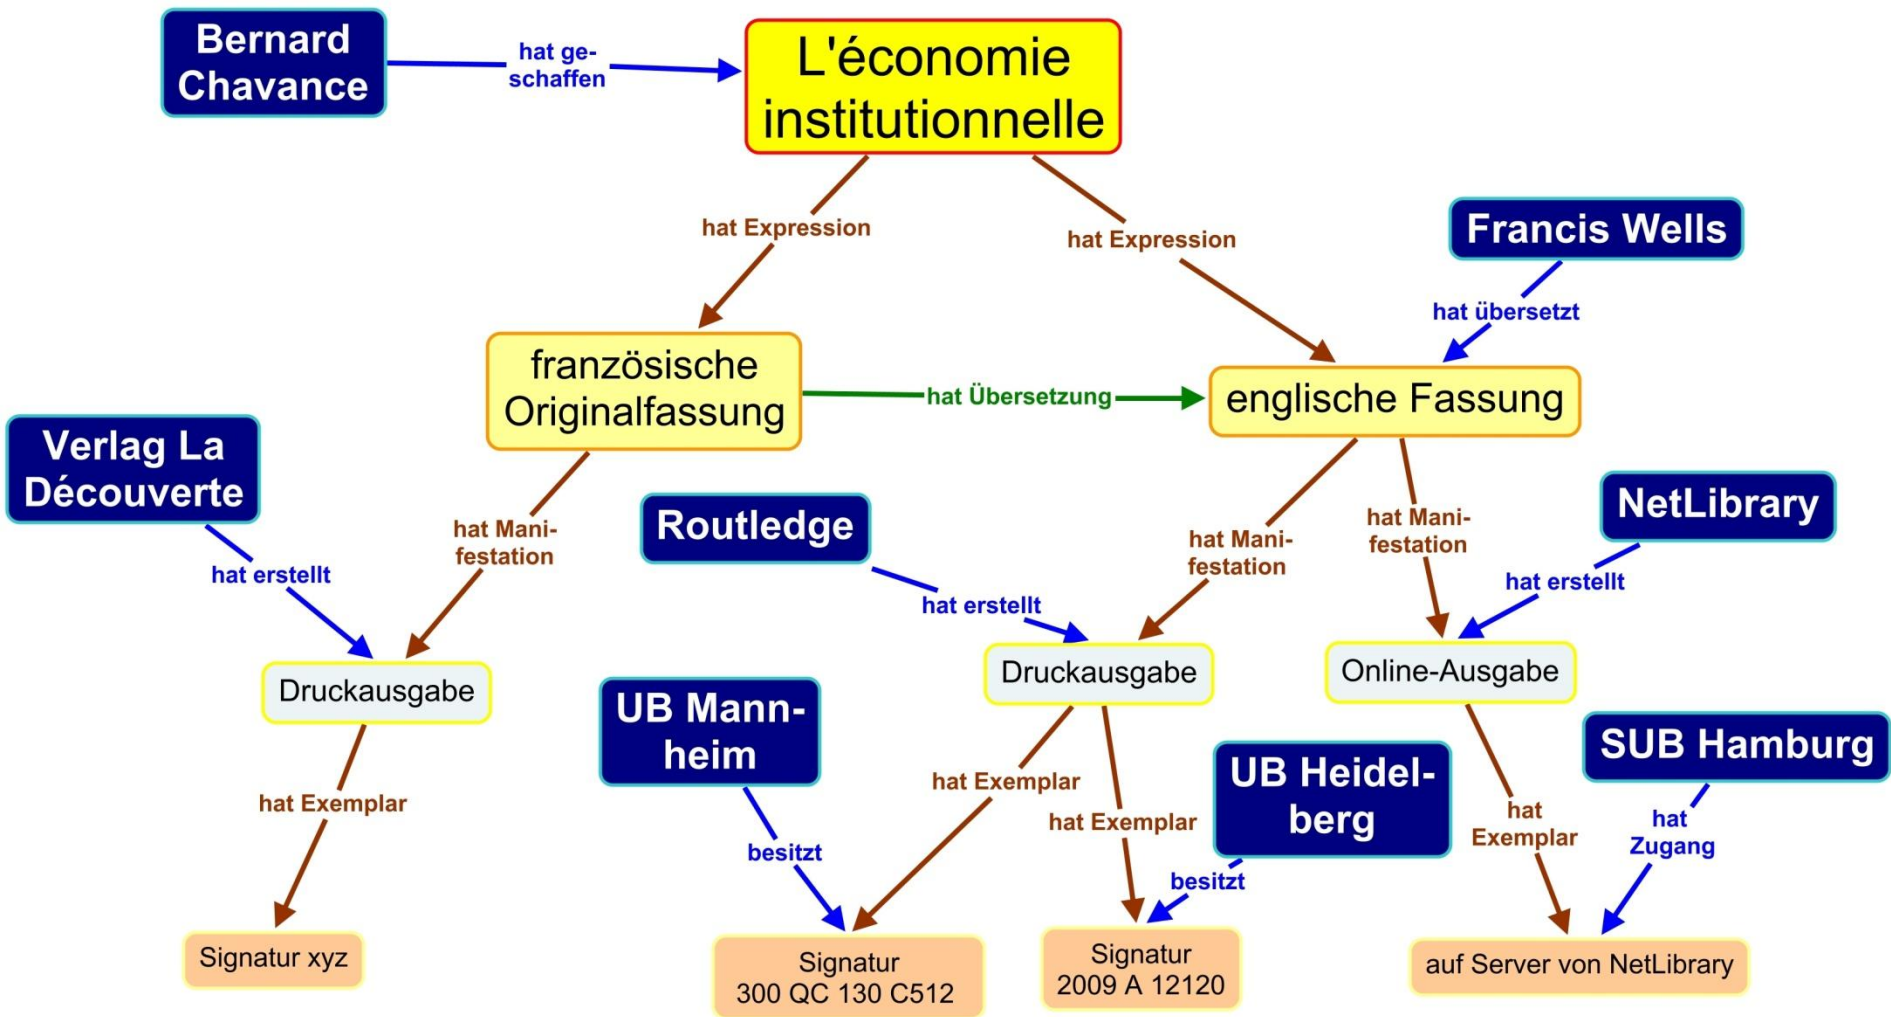 Bernard
Chavance
hat ge-
schaffen
L'économie
institutionnelle
hat Expression
hat Expression
Francis Wells
hat übersetzt
französische
Originalfassung
hat Übersetzung
englische Fassung
Verlag La
Découverte
hat erstellt
hat Mani-
festation
Routledge
hat erstellt
hat Mani-
festation
hat Mani-
festation
NetLibrary
hat erstellt
Druckausgabe
Druckausgabe
Online-Ausgabe
UB Mann-
heim
UB Heidel-
berg
SUB Hamburg
hat Exemplar
besitzt
hat Exemplar
hat Exemplar
besitzt
hat
Exemplar
hat
Zugang
Signatur xyz
Signatur
300 QC 130 C512
Signatur
2009 A 12120
auf Server von NetLibrary